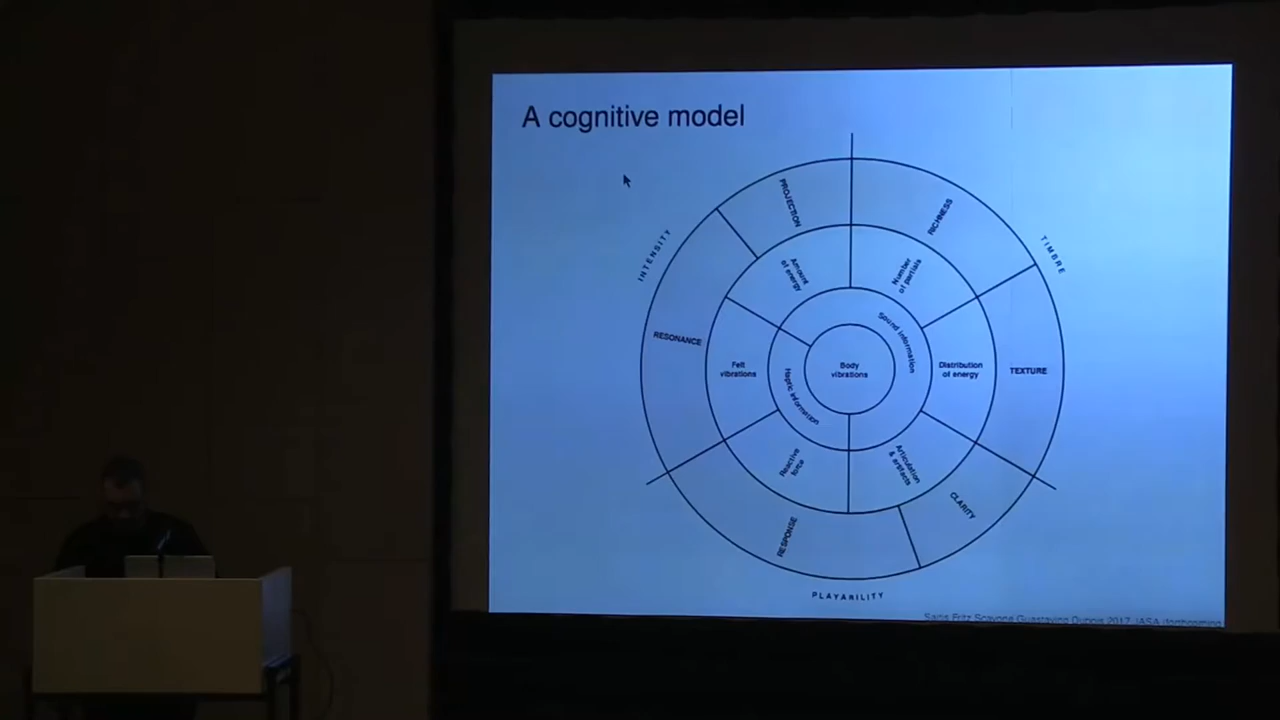 A cognitive model
PROJECTION
RICHNESS
INTENSITY
TIMBRE
Amount
of energy
Number
of partials
Sound information
RESONANCE
Felt
vibrations
Body
vibrations
Distribution
of energy
TEXTURE
Haptic information
Reactive
force
Articulation
& artifacts
CLARITY
RESPONSE
PLAYABILITY
2017